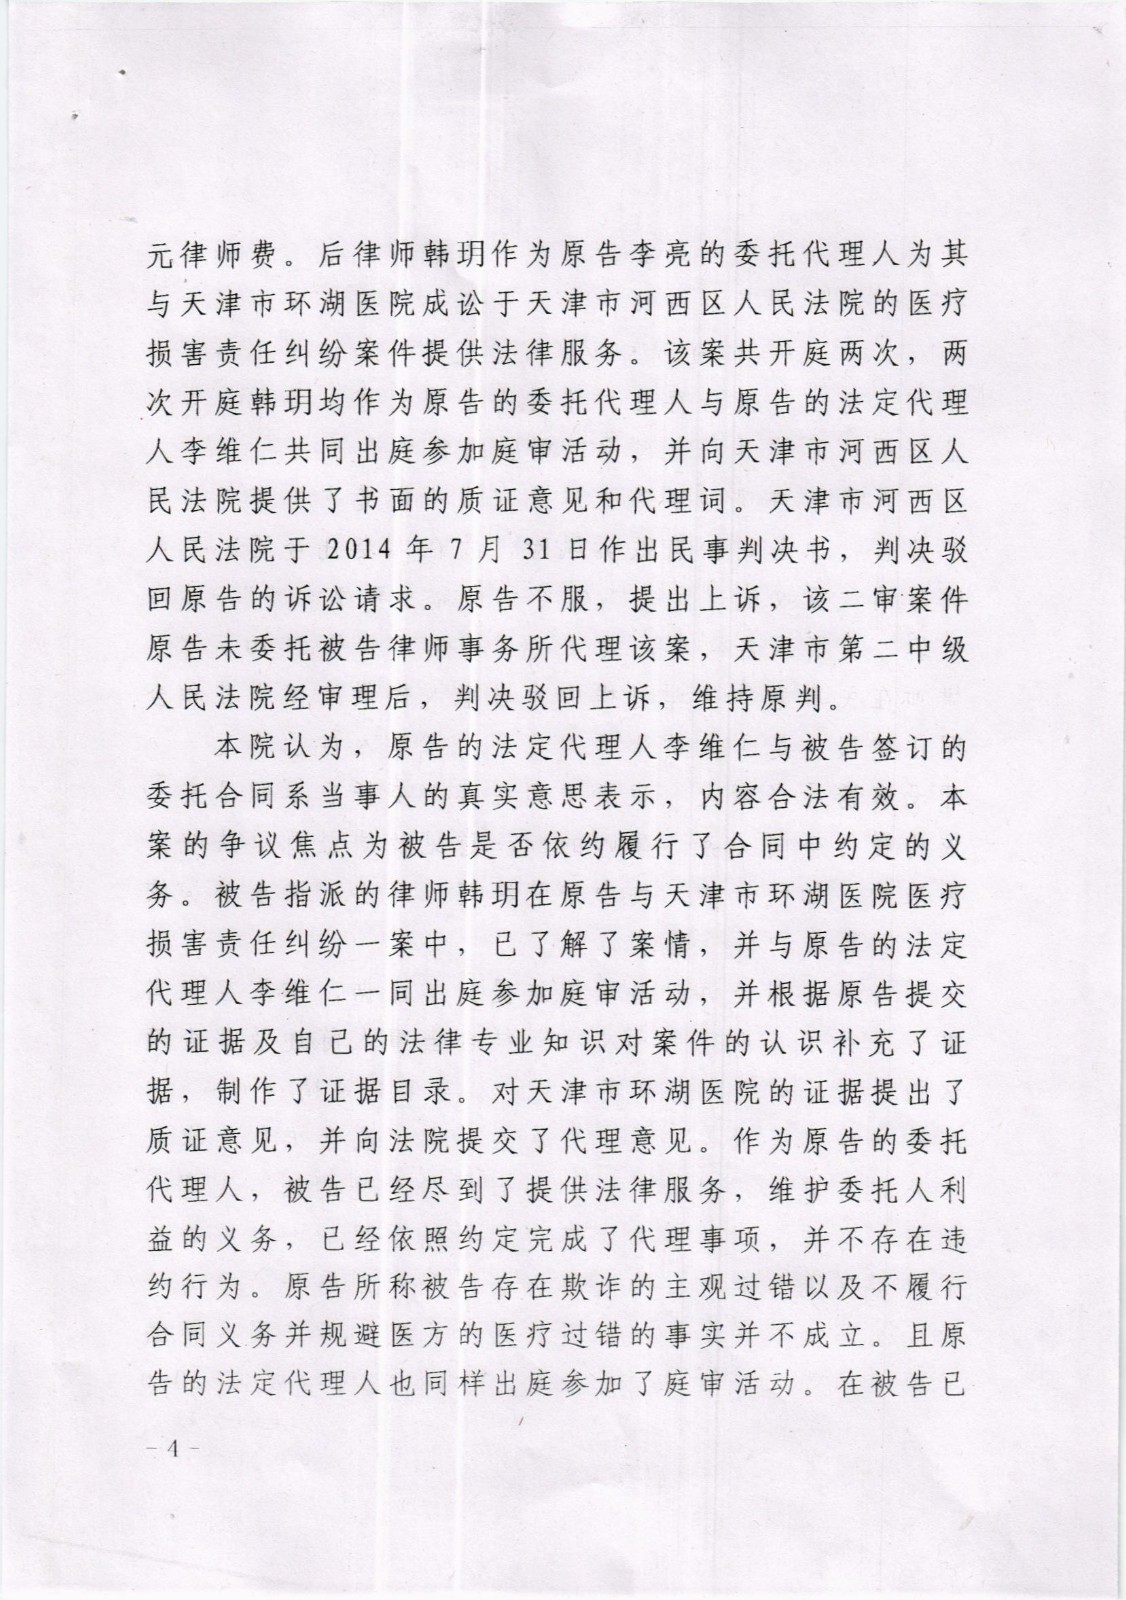 元律师费。后律师韩玥作为原告李亮的委托代理人为其
与天津市环湖医院成讼于天津市河西区人民法院的医疗
损害责任纠纷案件提供法律服务。该案共开庭两次，两
次开庭韩玥均作为原告的委托代理人与原告的法定代理
人李维仁共同出庭参加庭审活动，并向天津市河西区人
民法院提供了书面的质证意见和代理词。天津市河西区
人民法院于 2014 年 7 月 31 日作出民事判决书，判决驳
回原告的诉讼请求。原告不服，提出上诉，该二审案件
原告未委托被告律师事务所代理该案，天津市第二中级
人民法院经审理后，判决驳回上诉，维持原判。
本院认为，原告的法定代理人李维仁与被告签订的
委托合同系当事人的真实意思表示，内容合法有效。本
案的争议焦点为被告是否依约履行了合同中约定的义
务。被告指派的律师韩玥在原告与天津市环湖医院医疗
损害责任纠纷一案中，已了解了案情，并与原告的法定
代理人李维仁一同出庭参加庭审活动，并根据原告提交
的证据及自己的法律专业知识对案件的认识补充了证
据，制作了证据目录。对天津市环湖医院的证据提出了
质证意见，并向法院提交了代理意见。作为原告的委托
代理人，被告已经尽到了提供法律服务，维护委托人利
益的义务，已经依照约定完成了代理事项，并不存在违
约行为。原告所称被告存在欺诈的主观过错以及不履行
合同义务并规避医方的医疗过错的事实并不成立。且原
告的法定代理人也同样出庭参加了庭审活动。在被告已
- 4 -